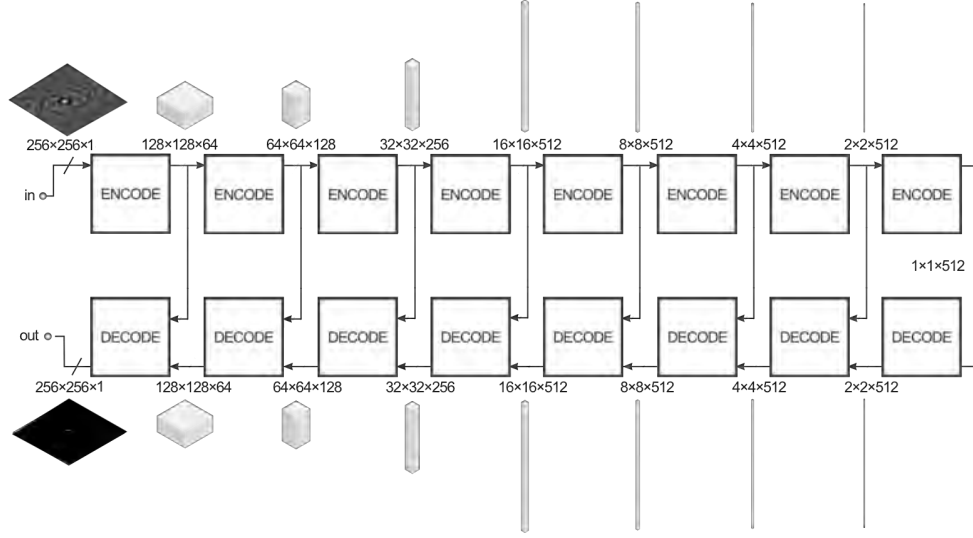 256×256×1 128×128×64 64×64×128 32×32×256 16×16×512 8×8×512 4×4×512 2×2×512
in ENCODE ENCODE ENCODE ENCODE ENCODE ENCODE ENCODE ENCODE
1×1×512
out DECODE DECODE DECODE DECODE DECODE DECODE DECODE DECODE
256×256×1 128×128×64 64×64×128 32×32×256 16×16×512 8×8×512 4×4×512 2×2×512